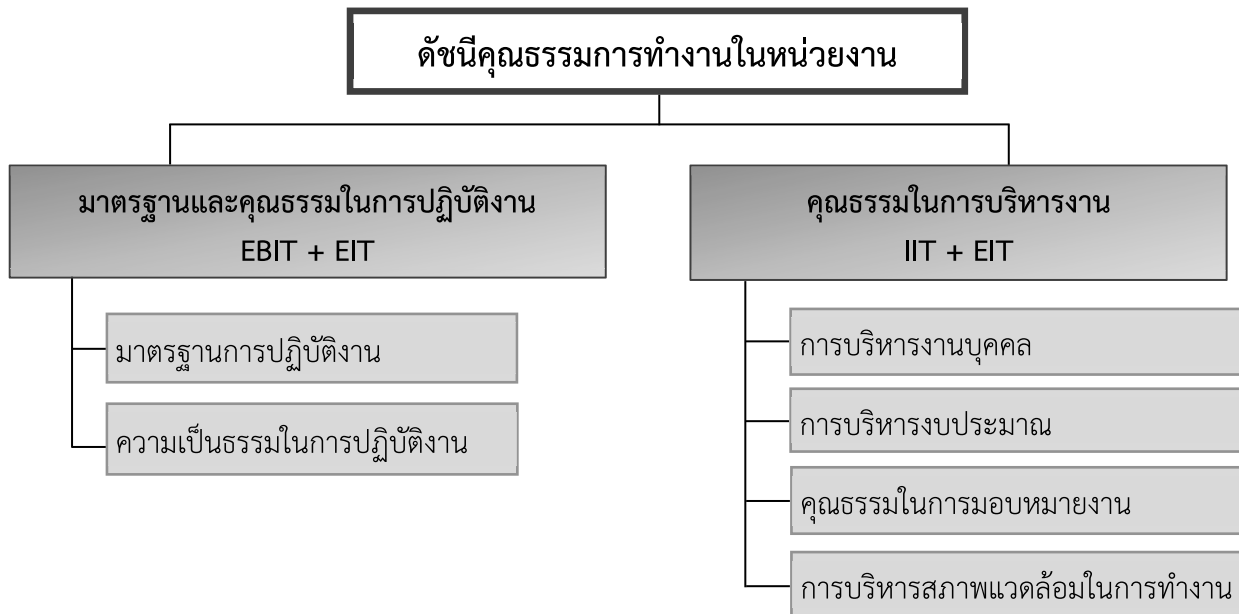 ดัชนีคุณธรรมการทำงานในหน่วยงาน
มาตรฐานและคุณธรรมในการปฏิบัติงาน
EBIT + EIT
มาตรฐานการปฏิบัติงาน
ความเป็นธรรมในการปฏิบัติงาน
คุณธรรมในการบริหารงาน
IIT + EIT
การบริหารงานบุคคล
การบริหารงบประมาณ
คุณธรรมในการมอบหมายงาน
การบริหารสภาพแวดล้อมในการทำงาน